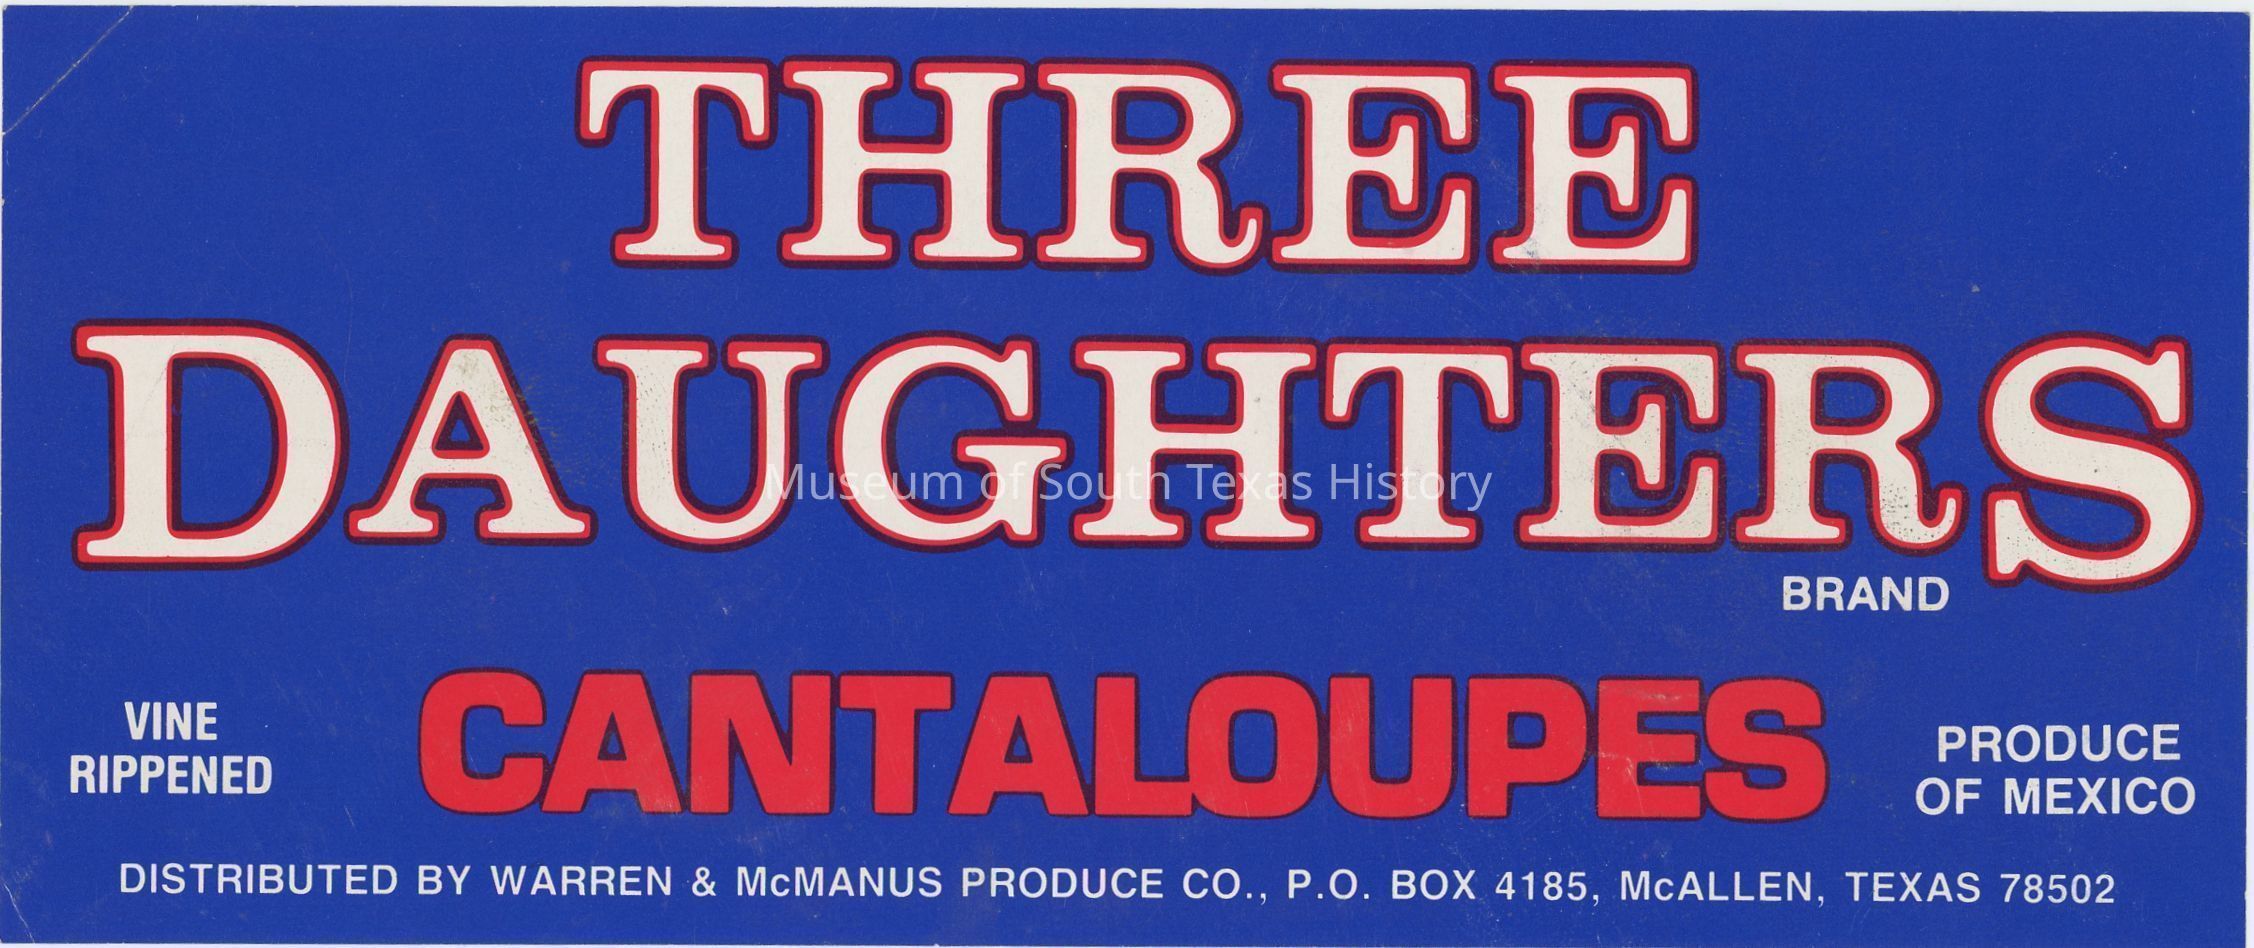 THREE
DAUGHTERS
BRAND
CANTALOUPES
VINE
RIPPENED
PRODUCE
OF MEXICO
DISTRIBUTED BY WARREN & McMANUS PRODUCE CO., P.O. BOX 4185, McALLEN, TEXAS 78502
Museum of South Texas History